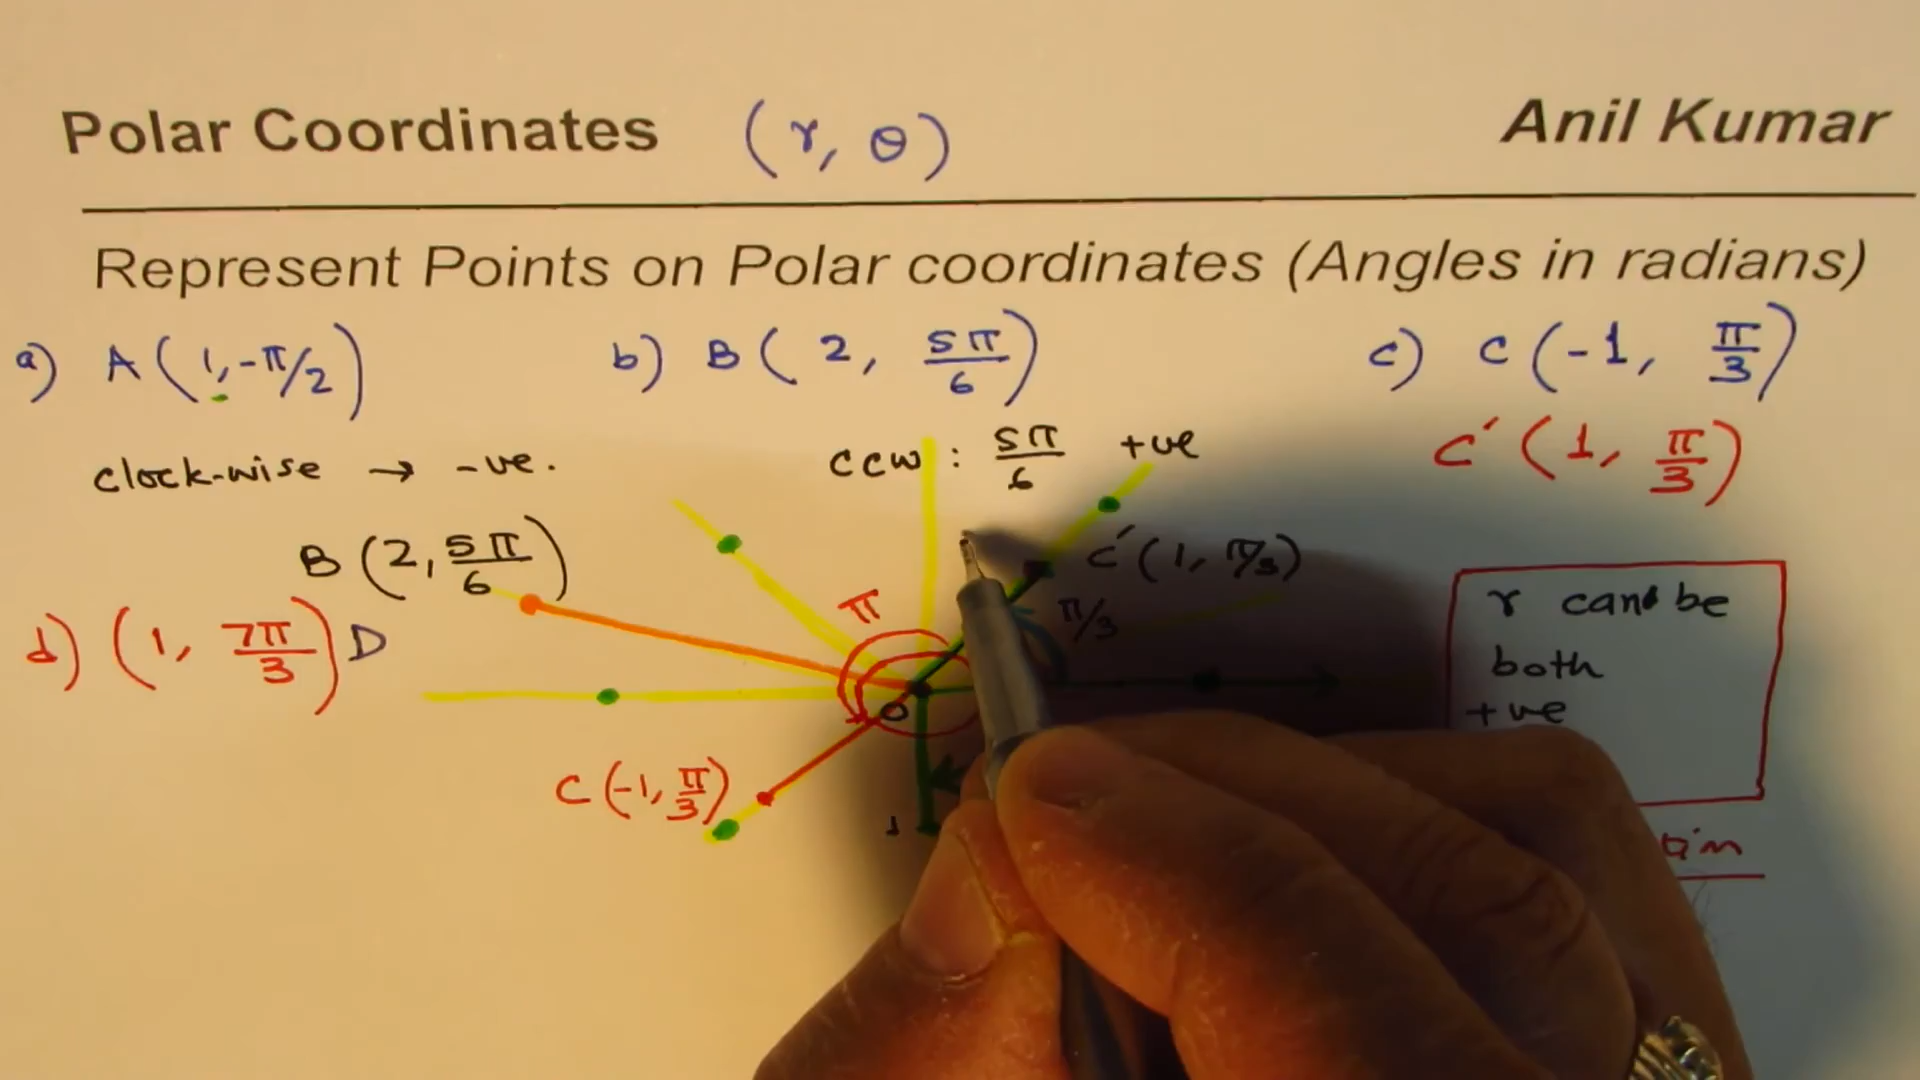 Polar Coordinates (r, θ) Anil Kumar
Represent Points on Polar coordinates (Angles in radians)
a) A(1, -π/2) b) B(2, 5π/6) c) C(-1, π/3)
C'(1, π/3)
clock-wise → -ve. CCW : 5π/6 +ve
B(2, 5π/6) C'(1, π/3)
d) (1, 7π/3) D
π π/3
r can be
both
+ve
O
C(-1, π/3)